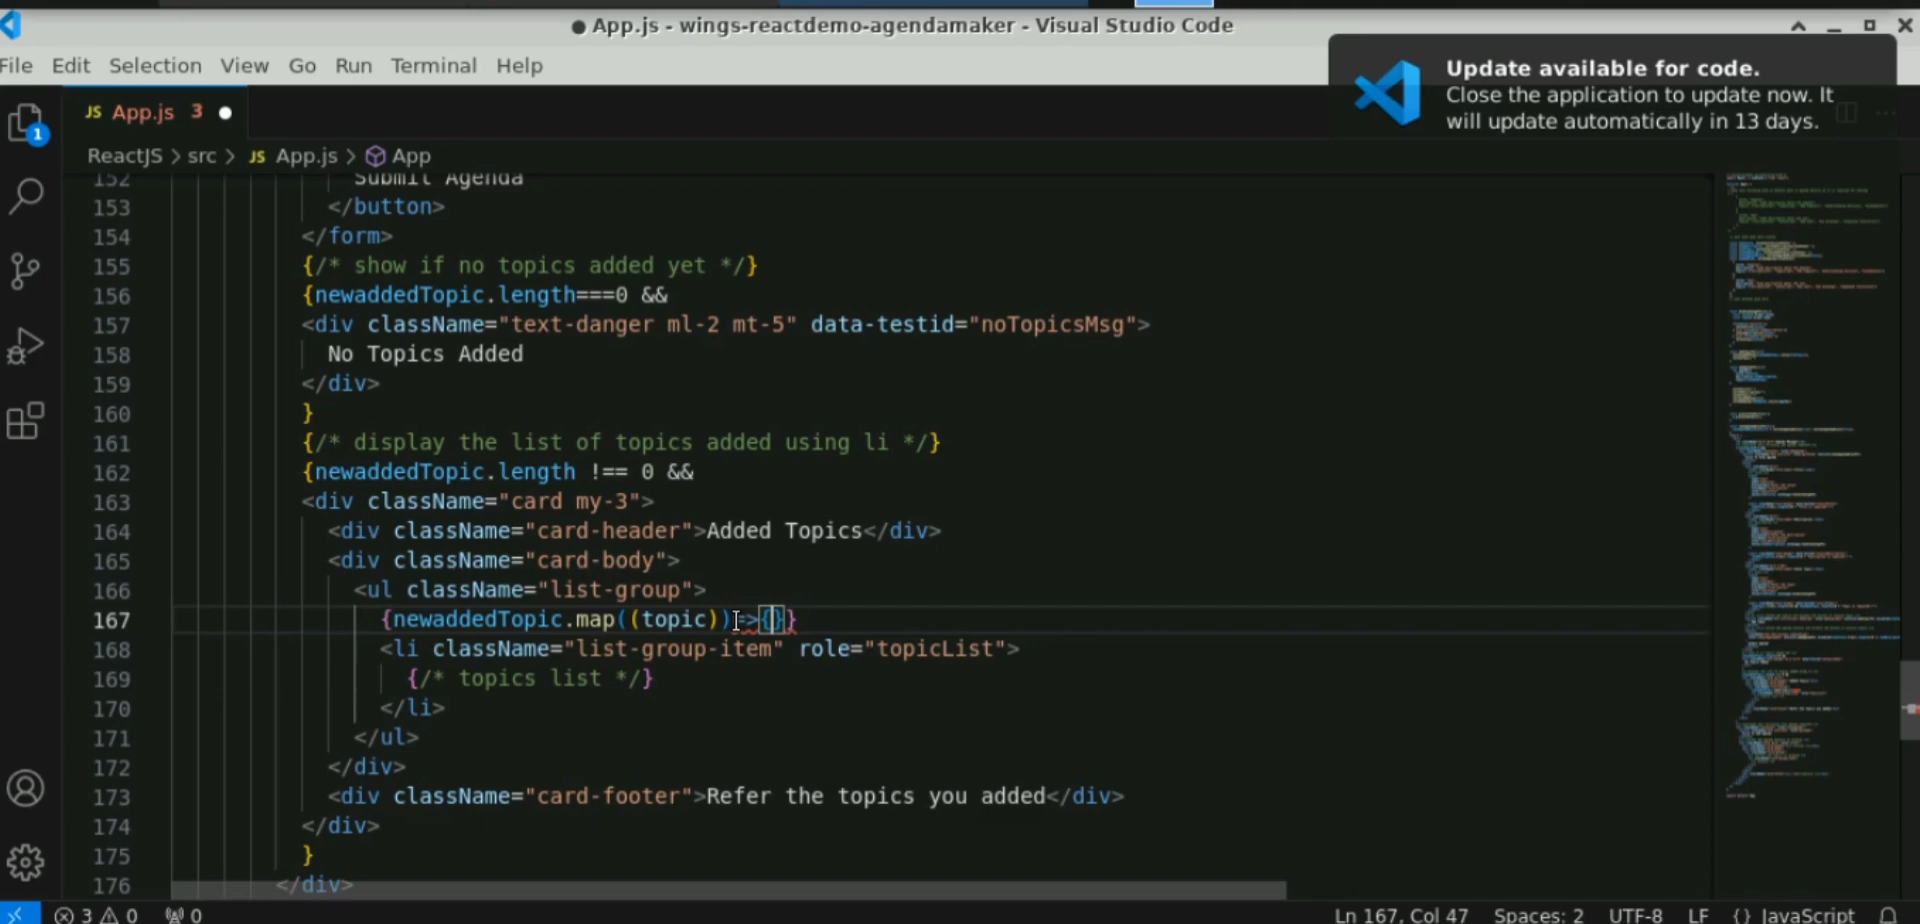 ● App.js - wings-reactdemo-agendamaker - Visual Studio Code
File Edit Selection View Go Run Terminal Help
Update available for code.
Close the application to update now. It
will update automatically in 13 days.
JS App.js 3 ●
1
ReactJS > src > JS App.js > App
152 Submit Agenda
153 </button>
154 </form>
155 {/* show if no topics added yet */}
156 {newaddedTopic.length===0 &&
157 <div className="text-danger ml-2 mt-5" data-testid="noTopicsMsg">
158 No Topics Added
159 </div>
160 }
161 {/* display the list of topics added using li */}
162 {newaddedTopic.length !== 0 &&
163 <div className="card my-3">
164 <div className="card-header">Added Topics</div>
165 <div className="card-body">
166 <ul className="list-group">
167 {newaddedTopic.map((topic))=>{}}
168 <li className="list-group-item" role="topicList">
169 {/* topics list */}
170 </li>
171 </ul>
172 </div>
173 <div className="card-footer">Refer the topics you added</div>
174 </div>
175 }
176 </div>
3 0 0 Ln 167, Col 47 Spaces: 2 UTF-8 LF {} JavaScript